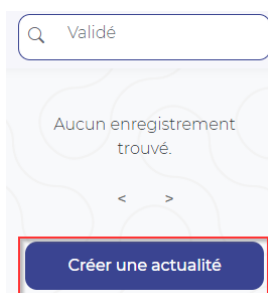 Validé
Aucun enregistrement
trouvé.
< >
Créer une actualité